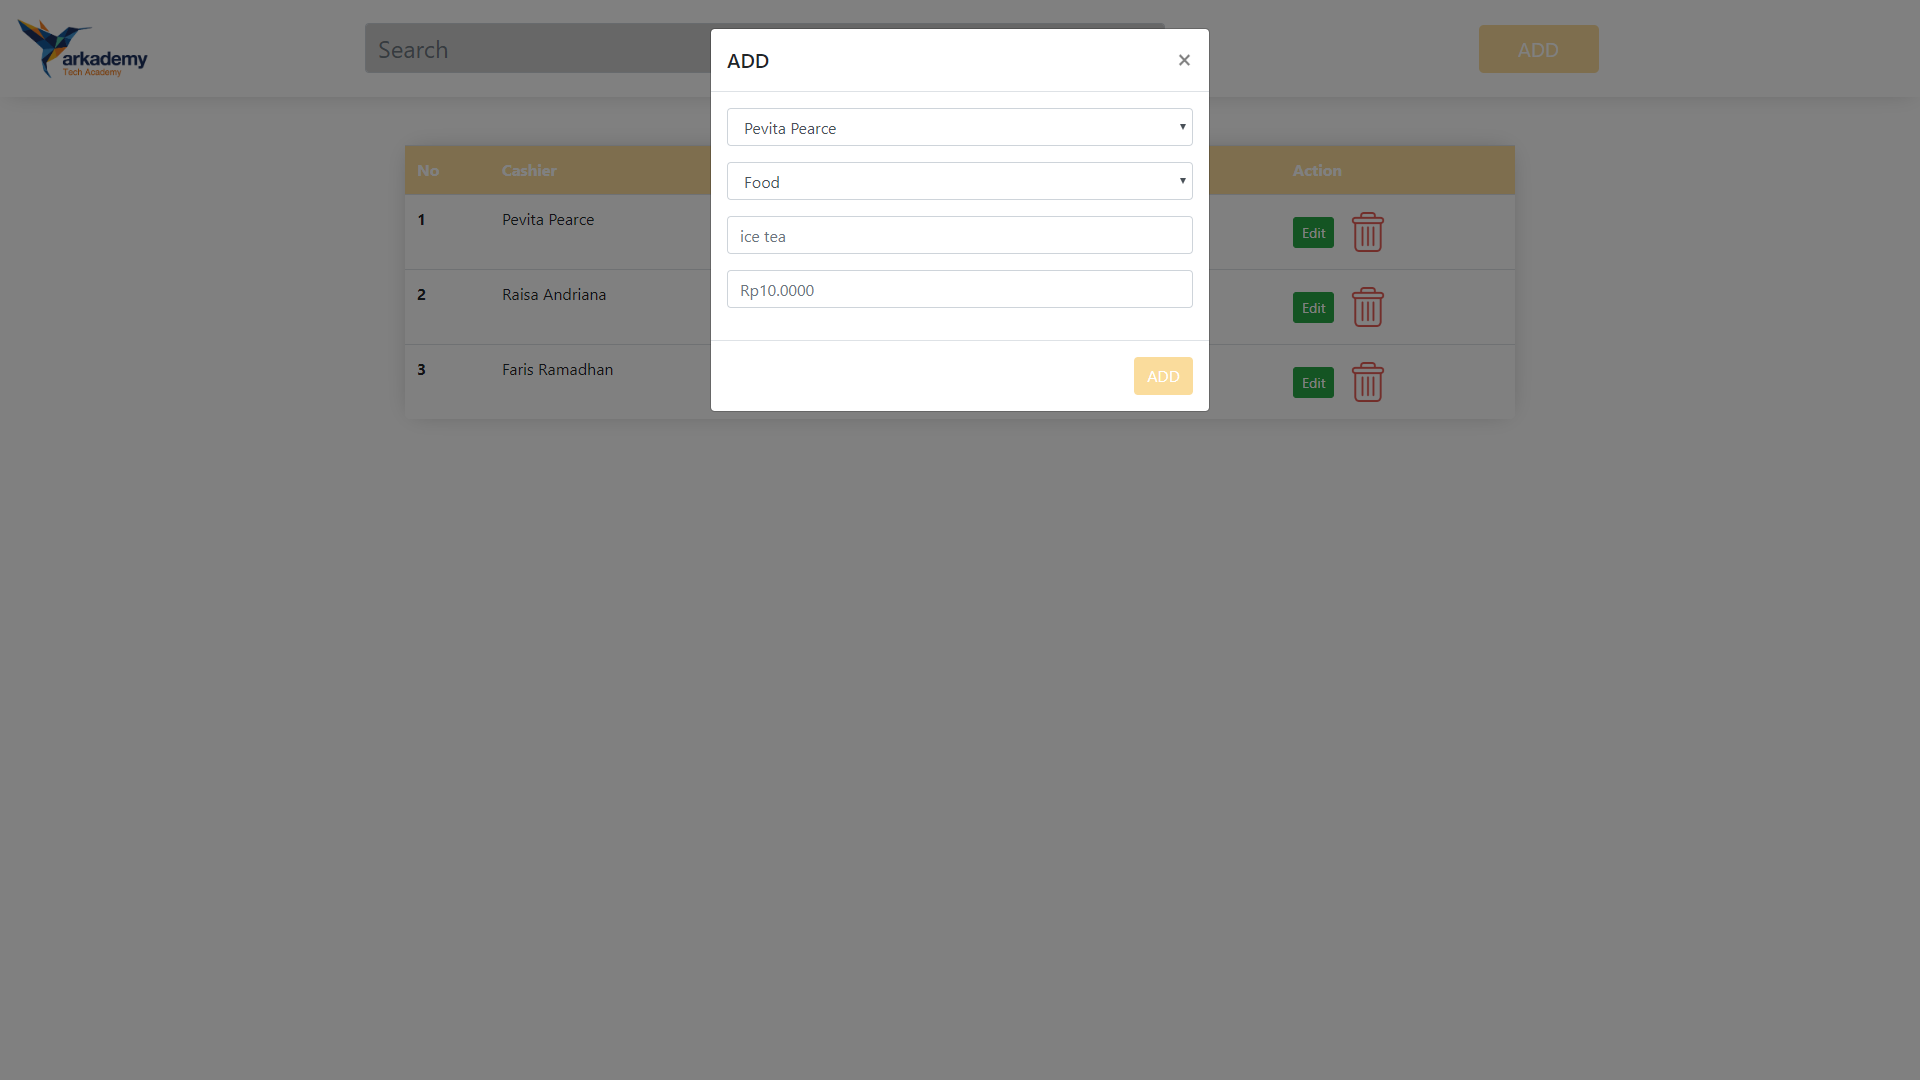 arkademy
Tech Academy
Search
ADD
ADD
×
Pevita Pearce
Food
ice tea
Rp10.0000
ADD
No Cashier Action
1 Pevita Pearce Edit
2 Raisa Andriana Edit
3 Faris Ramadhan Edit